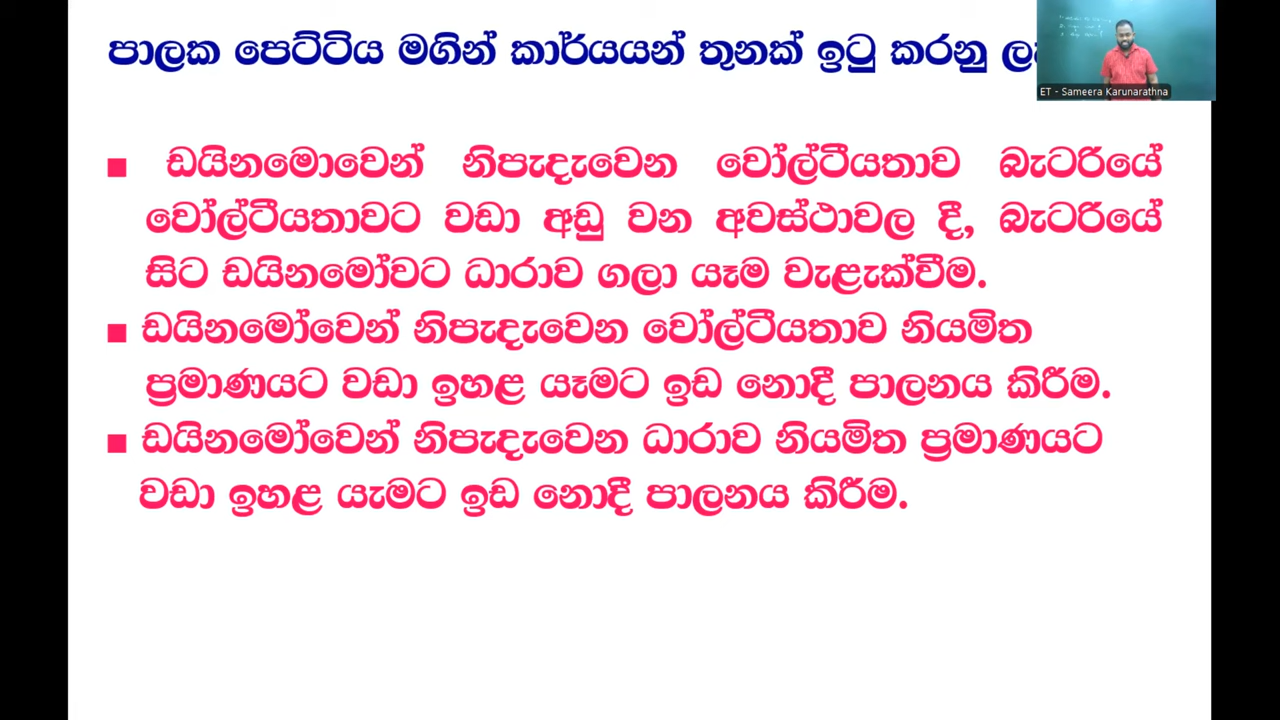 පාලක පෙට්ටිය මගින් කාර්යයන් තුනක් ඉටු කරනු
ET - Sameera Karunarathna
■ ඩයිනමොවෙන් නිපැදෑවෙන වෝල්ටීයතාව බැටරියේ
වෝල්ටීයතාවට වඩා අඩු වන අවස්ථාවල දී, බැටරියේ
සිට ඩයිනමෝවට ධාරාව ගලා යෑම වැළැක්වීම.
■ ඩයිනමෝවෙන් නිපැදෑවෙන වෝල්ටීයතාව නියමිත
ප්‍රමාණයට වඩා ඉහළ යෑමට ඉඩ නොදී පාලනය කිරීම.
■ ඩයිනමෝවෙන් නිපැදෑවෙන ධාරාව නියමිත ප්‍රමාණයට
වඩා ඉහළ යැමට ඉඩ නොදී පාලනය කිරීම.